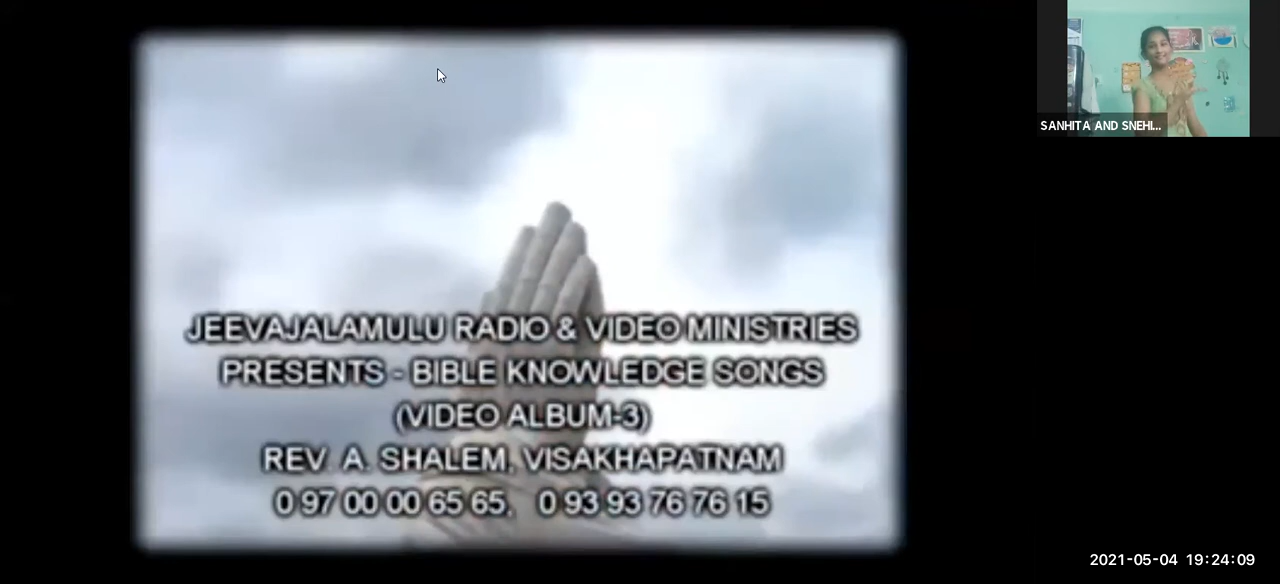 SANHITA AND SNEHI...
JEEVAJALAMULU RADIO & VIDEO MINISTRIES
PRESENTS - BIBLE KNOWLEDGE SONGS
(VIDEO ALBUM-3)
REV. A. SHALEM, VISAKHAPATNAM
0 97 00 00 65 65, 0 93 93 76 76 15
2021-05-04 19:24:09